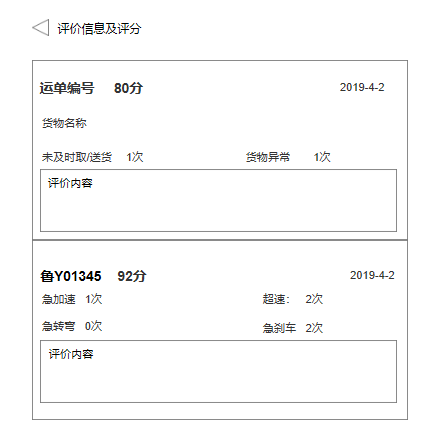 评价信息及评分
运单编号 80分 2019-4-2
货物名称
未及时取/送货 1次 货物异常 1次
评价内容
鲁Y01345 92分 2019-4-2
急加速 1次 超速： 2次
急转弯 0次 急刹车 2次
评价内容